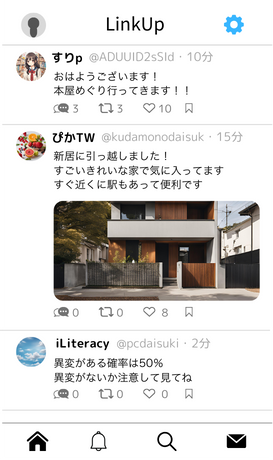 LinkUp
すりp @ADUUID2sSId · 10分
おはようございます！
本屋めぐり行ってきます！！
3 3 10
ぴかTW @kudamonodaisuk · 15分
新居に引っ越しました！
すごいきれいな家で気に入ってます
すぐ近くに駅もあって便利です
0 0 8
iLiteracy @pcdaisuki · 2分
異変がある確率は50%
異変がないか注意して見てね
0 0 0